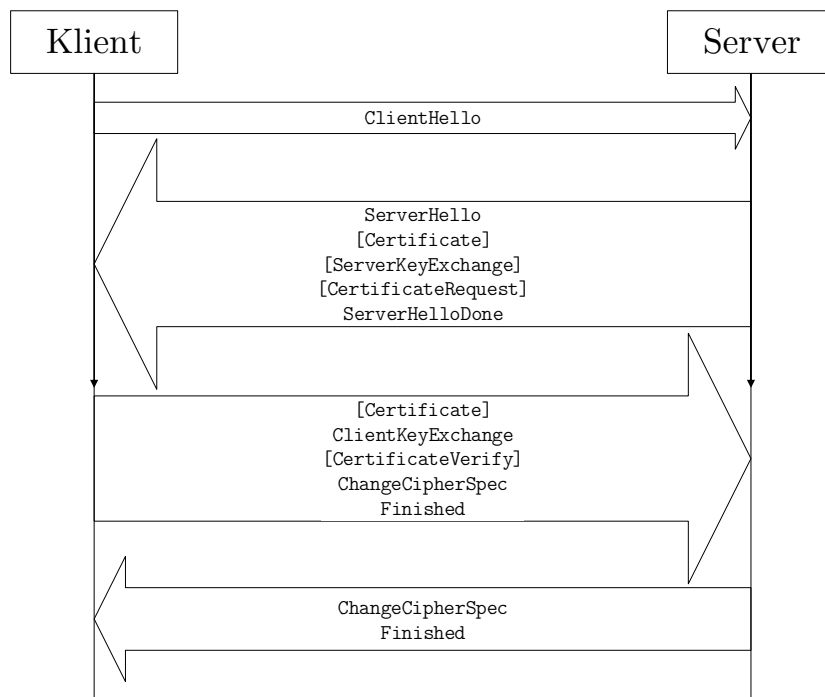 Klient
Server
ClientHello
ServerHello
[Certificate]
[ServerKeyExchange]
[CertificateRequest]
ServerHelloDone
[Certificate]
ClientKeyExchange
[CertificateVerify]
ChangeCipherSpec
Finished
ChangeCipherSpec
Finished